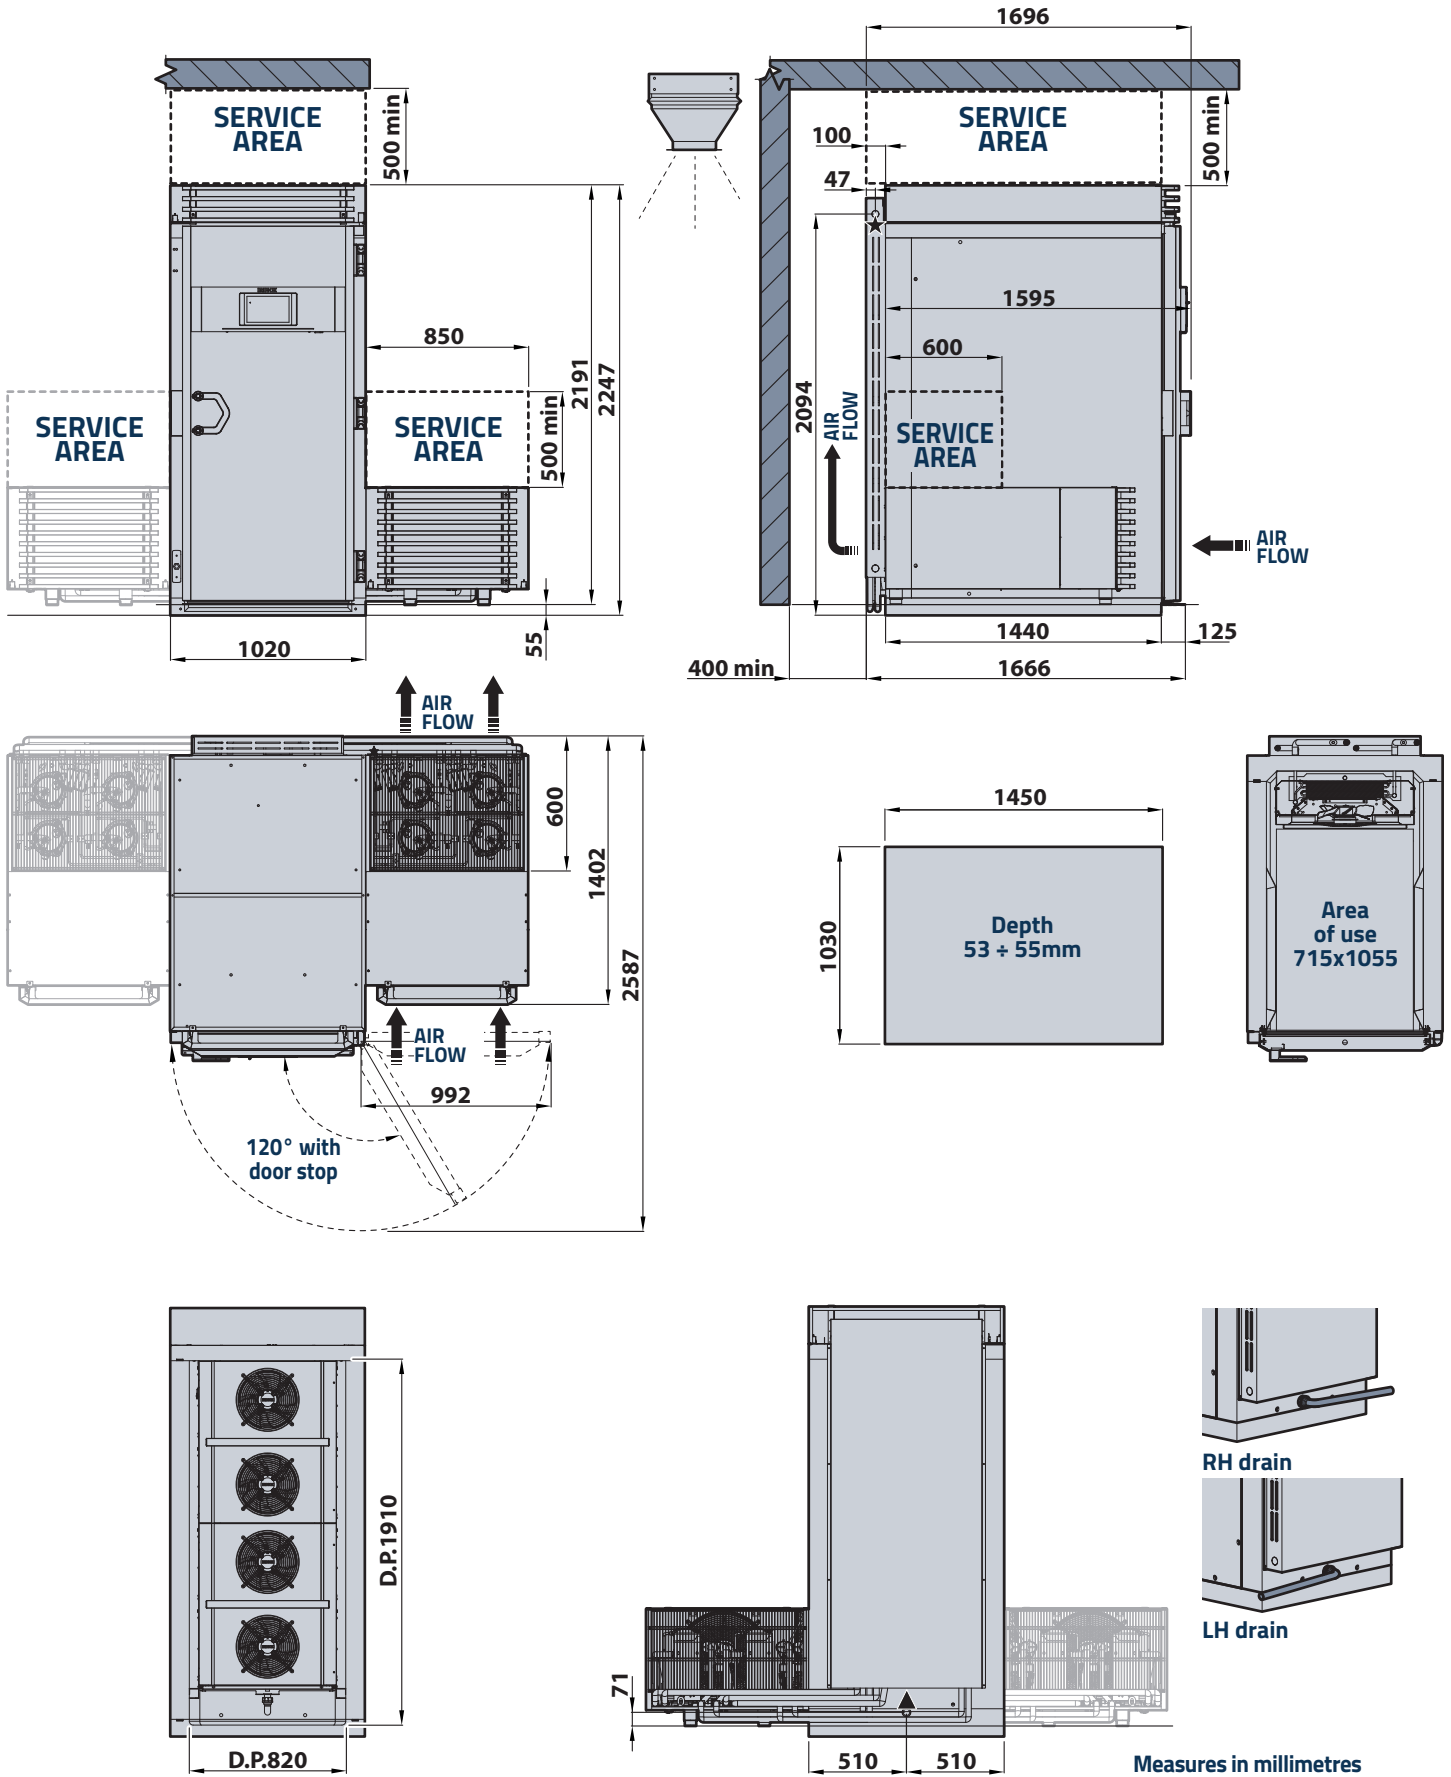 1696
SERVICE
AREA
500 min
SERVICE
AREA
500 min
100
47
1595
850
600
2191
2247
2094
AIR
FLOW
SERVICE
AREA
SERVICE
AREA
500 min
SERVICE
AREA
AIR
FLOW
1020
55
1440
125
400 min
1666
AIR
FLOW
600
1402
2587
1450
1030
Depth
53 ÷ 55mm
Area
of use
715x1055
AIR
FLOW
992
120° with
door stop
D.P.1910
D.P.820
71
510
510
RH drain
LH drain
Measures in millimetres